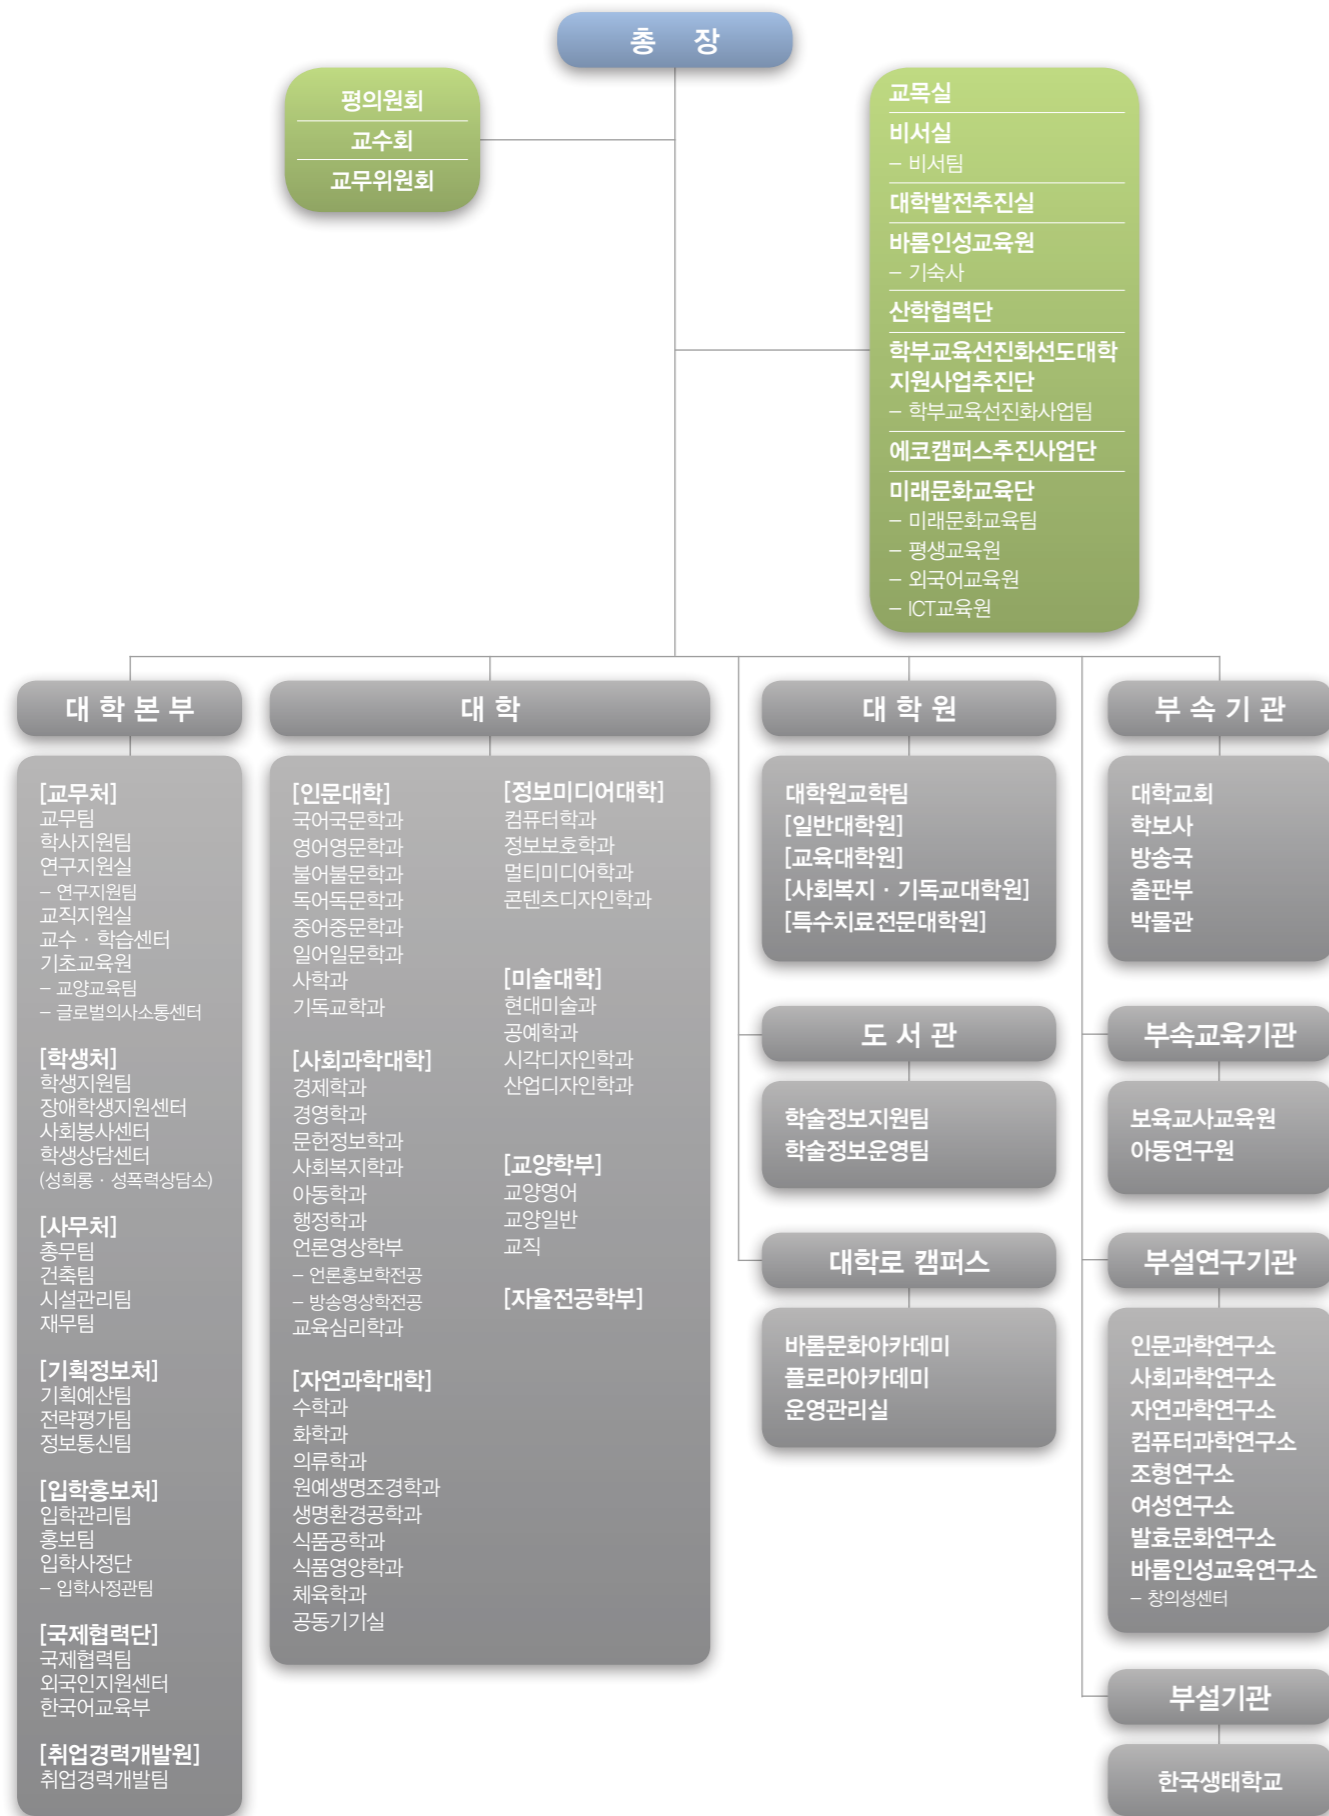 총 장
평의원회
교수회
교무위원회
교목실
비서실
– 비서팀
대학발전추진실
바롬인성교육원
– 기숙사
산학협력단
학부교육선진화선도대학
지원사업추진단
– 학부교육선진화사업팀
에코캠퍼스추진사업단
미래문화교육단
– 미래문화교육팀
– 평생교육원
– 외국어교육원
– ICT교육원
대 학 본 부
[교무처]
교무팀
학사지원팀
연구지원실
– 연구지원팀
교직지원실
교수 · 학습센터
기초교육원
– 교양교육팀
– 글로벌의사소통센터
[학생처]
학생지원팀
장애학생지원센터
사회봉사센터
학생상담센터
(성희롱 · 성폭력상담소)
[사무처]
총무팀
건축팀
시설관리팀
재무팀
[기획정보처]
기획예산팀
전략평가팀
정보통신팀
[입학홍보처]
입학관리팀
홍보팀
입학사정단
– 입학사정관팀
[국제협력단]
국제협력팀
외국인지원센터
한국어교육부
[취업경력개발원]
취업경력개발팀
대 학
[인문대학]
국어국문학과
영어영문학과
불어불문학과
독어독문학과
중어중문학과
일어일문학과
사학과
기독교학과
[사회과학대학]
경제학과
경영학과
문헌정보학과
사회복지학과
아동학과
행정학과
언론영상학부
– 언론홍보학전공
– 방송영상학전공
교육심리학과
[자연과학대학]
수학과
화학과
의류학과
원예생명조경학과
생명환경공학과
식품공학과
식품영양학과
체육학과
공동기기실
[정보미디어대학]
컴퓨터학과
정보보호학과
멀티미디어학과
콘텐츠디자인학과
[미술대학]
현대미술과
공예학과
시각디자인학과
산업디자인학과
[교양학부]
교양영어
교양일반
교직
[자율전공학부]
대 학 원
대학원교학팀
[일반대학원]
[교육대학원]
[사회복지 · 기독교대학원]
[특수치료전문대학원]
도 서 관
학술정보지원팀
학술정보운영팀
대학로 캠퍼스
바롬문화아카데미
플로라아카데미
운영관리실
부 속 기 관
대학교회
학보사
방송국
출판부
박물관
부속교육기관
보육교사교육원
아동연구원
부설연구기관
인문과학연구소
사회과학연구소
자연과학연구소
컴퓨터과학연구소
조형연구소
여성연구소
발효문화연구소
바롬인성교육연구소
– 창의성센터
부설기관
한국생태학교